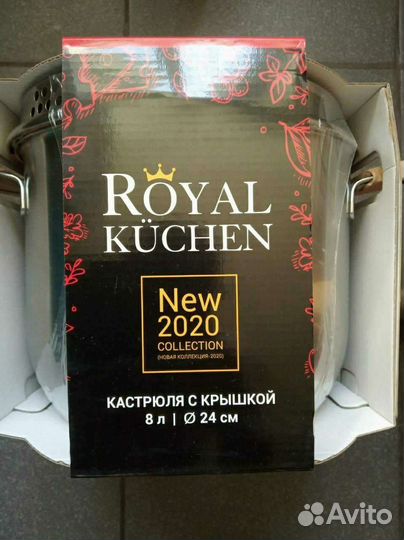 ROYAL
KÜCHEN
New
2020
COLLECTION
(НОВАЯ КОЛЛЕКЦИЯ-2020)
КАСТРЮЛЯ С КРЫШКОЙ
8 л | Ø 24 см
Avito